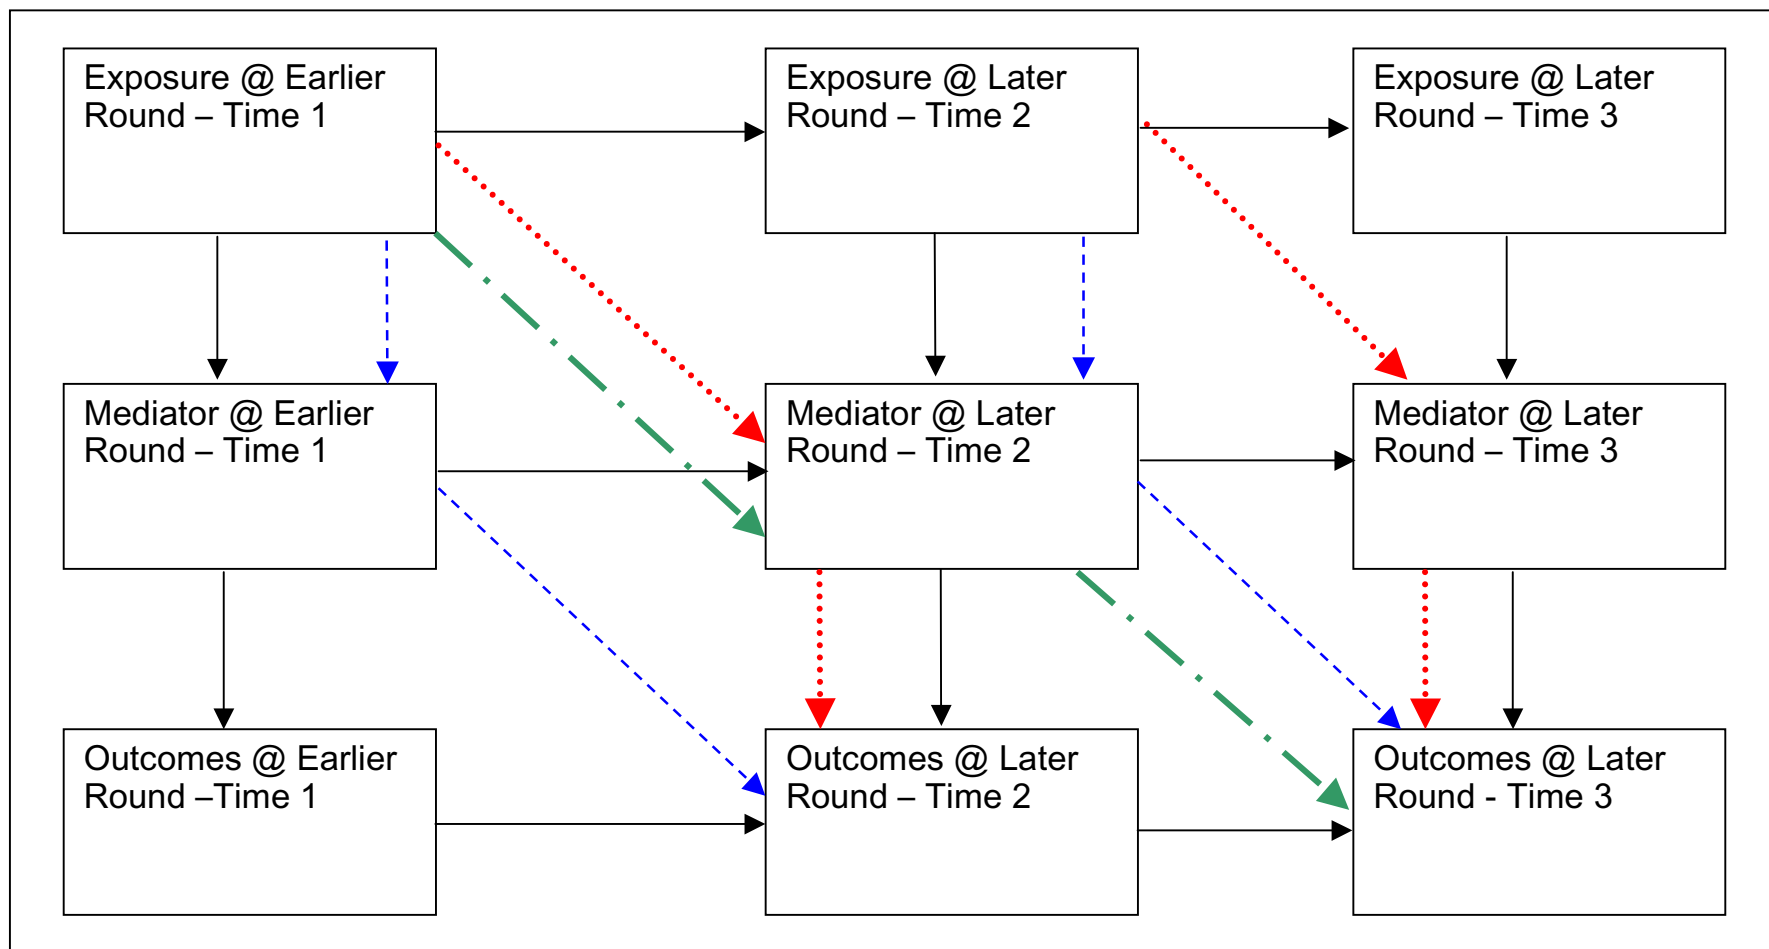 Exposure @ Earlier
Round – Time 1
Exposure @ Later
Round – Time 2
Exposure @ Later
Round – Time 3
Mediator @ Earlier
Round – Time 1
Mediator @ Later
Round – Time 2
Mediator @ Later
Round – Time 3
Outcomes @ Earlier
Round –Time 1
Outcomes @ Later
Round – Time 2
Outcomes @ Later
Round - Time 3